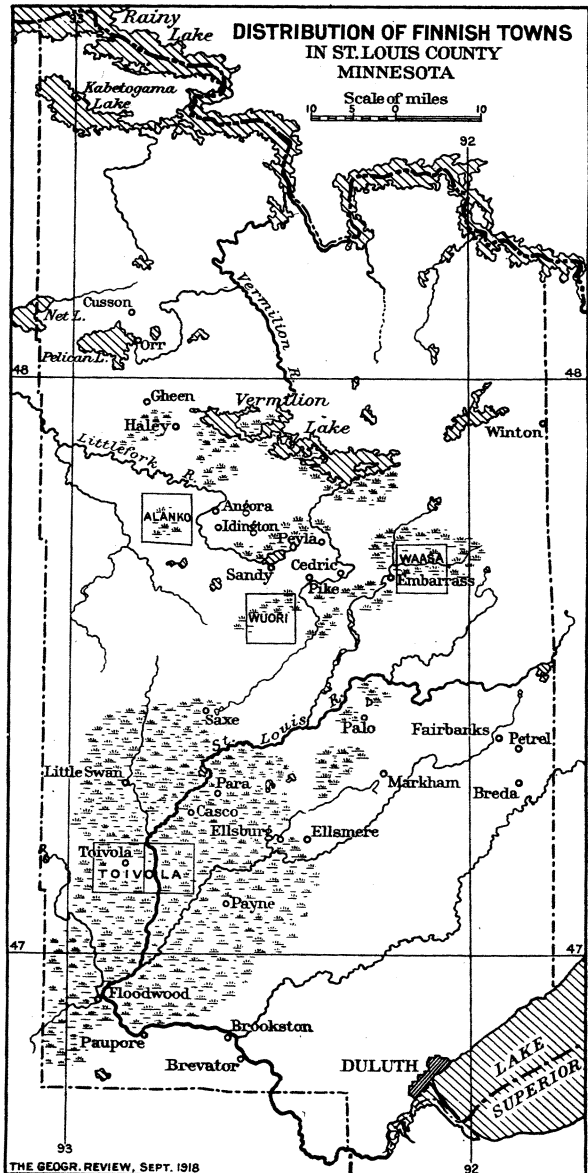 DISTRIBUTION OF FINNISH TOWNS
IN ST. LOUIS COUNTY
MINNESOTA
Scale of miles
10 5 0 10
93
Rainy
Lake
Kabetogama
Lake
92
Cusson
Net L.
Orr
Pelican L.
Vermilion R.
48
48
Gheen
Haley
Vermilion
Lake
Winton
Littlefork R.
Angora
ALANKO
Idington
Peyla
Sandy
Cedric
Pike
WAASA
Embarrass
WUORI
Saxe
St. Louis R.
Palo
Fairbanks
Petrel
Little Swan
Para
Markham
Breda
Casco
Ellsburg
Ellsmere
Toivola
TOIVOLA
Payne
47
47
Floodwood
Paupore
Brookston
Brevator
DULUTH
LAKE
SUPERIOR
93
92
THE GEOGR. REVIEW, SEPT. 1918